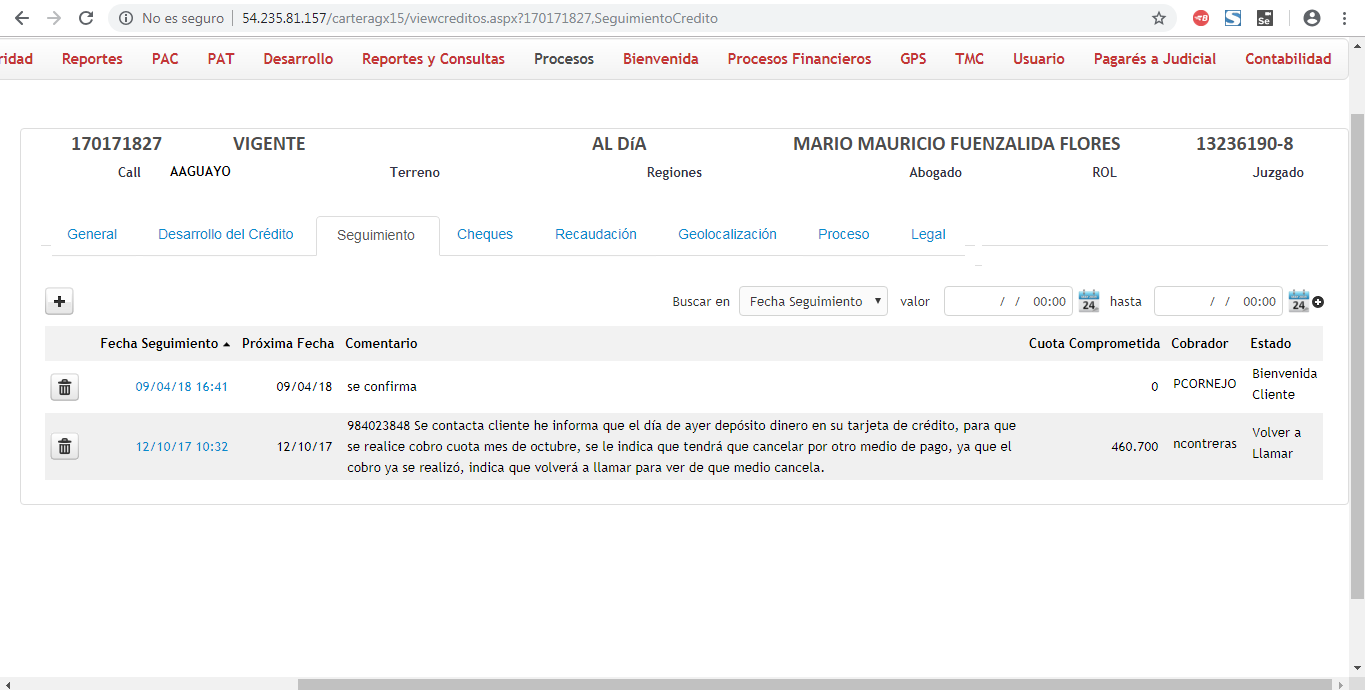 No es seguro 54.235.81.157/carteragx15/viewcreditos.aspx?170171827,SeguimientoCredito
ridad Reportes PAC PAT Desarrollo Reportes y Consultas Procesos Bienvenida Procesos Financieros GPS TMC Usuario Pagarés a Judicial Contabilidad
170171827 VIGENTE AL DíA MARIO MAURICIO FUENZALIDA FLORES 13236190-8
Call AAGUAYO Terreno Regiones Abogado ROL Juzgado
General Desarrollo del Crédito Seguimiento Cheques Recaudación Geolocalización Proceso Legal
Buscar en Fecha Seguimiento valor / / 00:00 24 hasta / / 00:00 24
Fecha Seguimiento Próxima Fecha Comentario Cuota Comprometida Cobrador Estado
09/04/18 16:41 09/04/18 se confirma 0 PCORNEJO Bienvenida
Cliente
984023848 Se contacta cliente he informa que el día de ayer depósito dinero en su tarjeta de crédito, para que
12/10/17 10:32 12/10/17 se realice cobro cuota mes de octubre, se le indica que tendrá que cancelar por otro medio de pago, ya que el 460.700 ncontreras Volver a
cobro ya se realizó, indica que volverá a llamar para ver de que medio cancela. Llamar